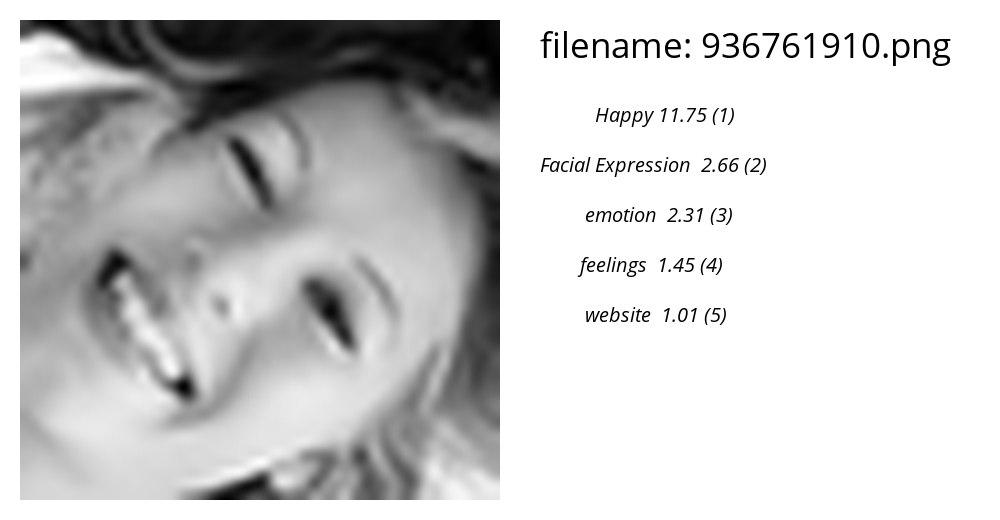 filename: 936761910.png
Happy 11.75 (1)
Facial Expression 2.66 (2)
emotion 2.31 (3)
feelings 1.45 (4)
website 1.01 (5)